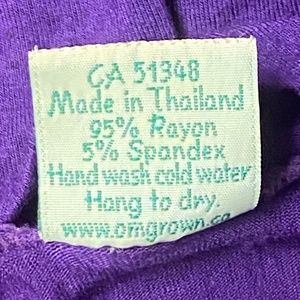 CA 51348
Made in Thailand
95% Rayon
5% Spandex
Hand wash cold water
Hang to dry.
www.omgrown.ca